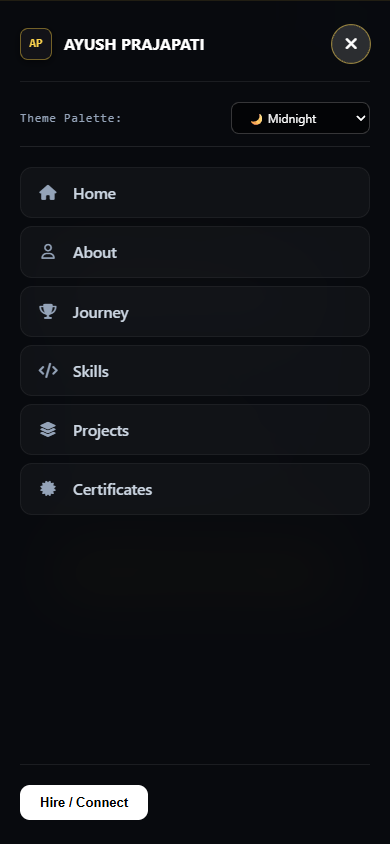 AP AYUSH PRAJAPATI
Theme Palette: 🌙 Midnight
Home
About
Journey
Skills
Projects
Certificates
Hire / Connect